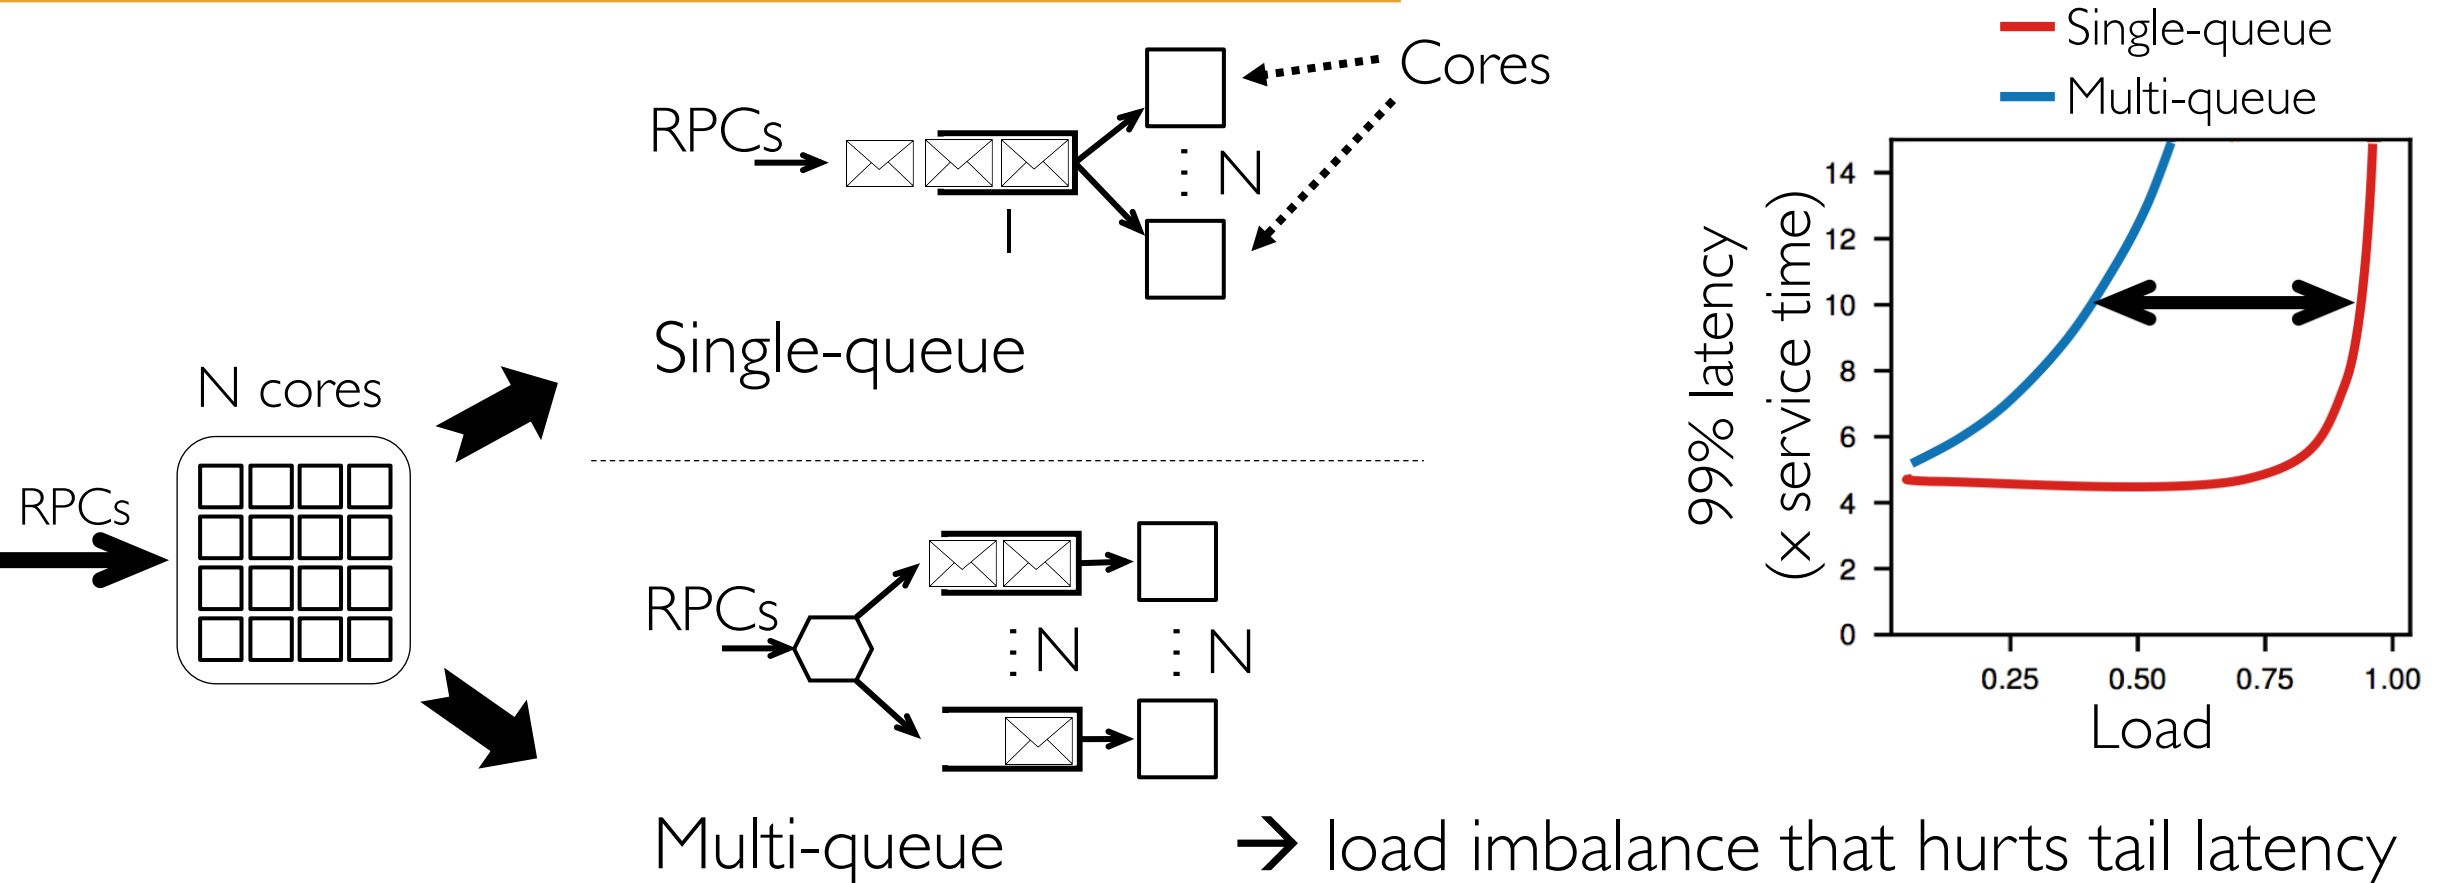 N cores
RPCs
RPCs
1
Cores
⋮ N
Single-queue
RPCs
⋮ N
⋮ N
Multi-queue
Single-queue
Multi-queue
99% latency
(x service time)
14
12
10
8
6
4
2
0
0.25 0.50 0.75 1.00
Load
→ load imbalance that hurts tail latency